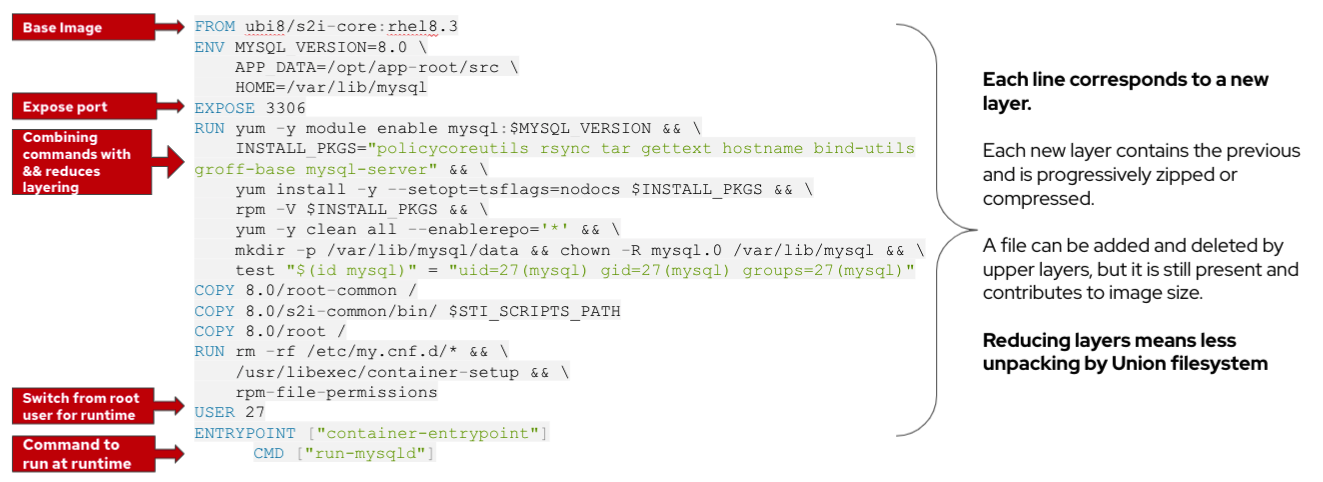 Base Image
FROM ubi8/s2i-core:rhel8.3
ENV MYSQL_VERSION=8.0 \
APP_DATA=/opt/app-root/src \
HOME=/var/lib/mysql
Expose port
EXPOSE 3306
Combining
commands with
&& reduces
layering
RUN yum -y module enable mysql:$MYSQL_VERSION && \
INSTALL_PKGS="policycoreutils rsync tar gettext hostname bind-utils
groff-base mysql-server" && \
yum install -y --setopt=tsflags=nodocs $INSTALL_PKGS && \
rpm -V $INSTALL_PKGS && \
yum -y clean all --enablerepo='*' && \
mkdir -p /var/lib/mysql/data && chown -R mysql.0 /var/lib/mysql && \
test "$(id mysql)" = "uid=27(mysql) gid=27(mysql) groups=27(mysql)"
COPY 8.0/root-common /
COPY 8.0/s2i-common/bin/ $STI_SCRIPTS_PATH
COPY 8.0/root /
RUN rm -rf /etc/my.cnf.d/* && \
/usr/libexec/container-setup && \
rpm-file-permissions
Switch from root
user for runtime
USER 27
ENTRYPOINT ["container-entrypoint"]
Command to
run at runtime
CMD ["run-mysqld"]
Each line corresponds to a new
layer.
Each new layer contains the previous
and is progressively zipped or
compressed.
A file can be added and deleted by
upper layers, but it is still present and
contributes to image size.
Reducing layers means less
unpacking by Union filesystem